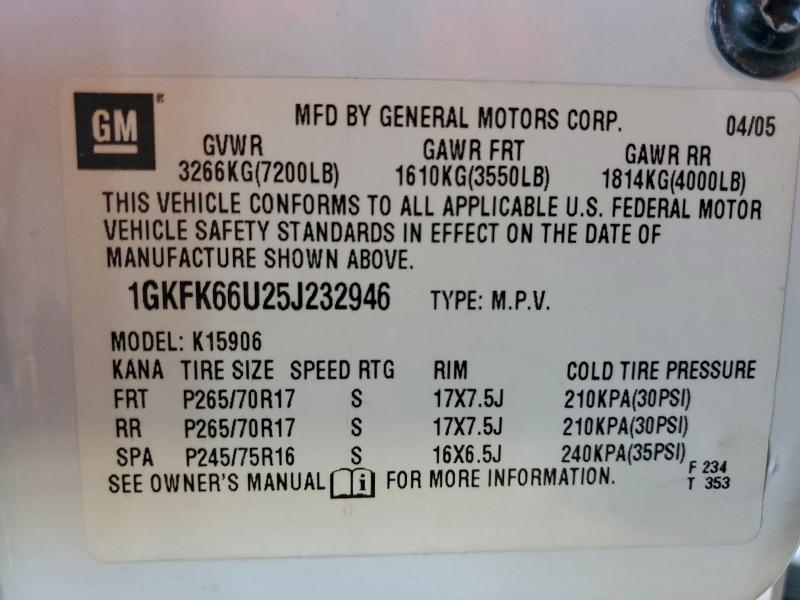 GM ®
MFD BY GENERAL MOTORS CORP. 04/05
GVWR GAWR FRT GAWR RR
3266KG(7200LB) 1610KG(3550LB) 1814KG(4000LB)
THIS VEHICLE CONFORMS TO ALL APPLICABLE U.S. FEDERAL MOTOR
VEHICLE SAFETY STANDARDS IN EFFECT ON THE DATE OF
MANUFACTURE SHOWN ABOVE.
1GKFK66U25J232946 TYPE: M.P.V.
MODEL: K15906
KANA TIRE SIZE SPEED RTG RIM COLD TIRE PRESSURE
FRT P265/70R17 S 17X7.5J 210KPA(30PSI)
RR P265/70R17 S 17X7.5J 210KPA(30PSI)
SPA P245/75R16 S 16X6.5J 240KPA(35PSI)
SEE OWNER'S MANUAL i FOR MORE INFORMATION.
F 234
T 353